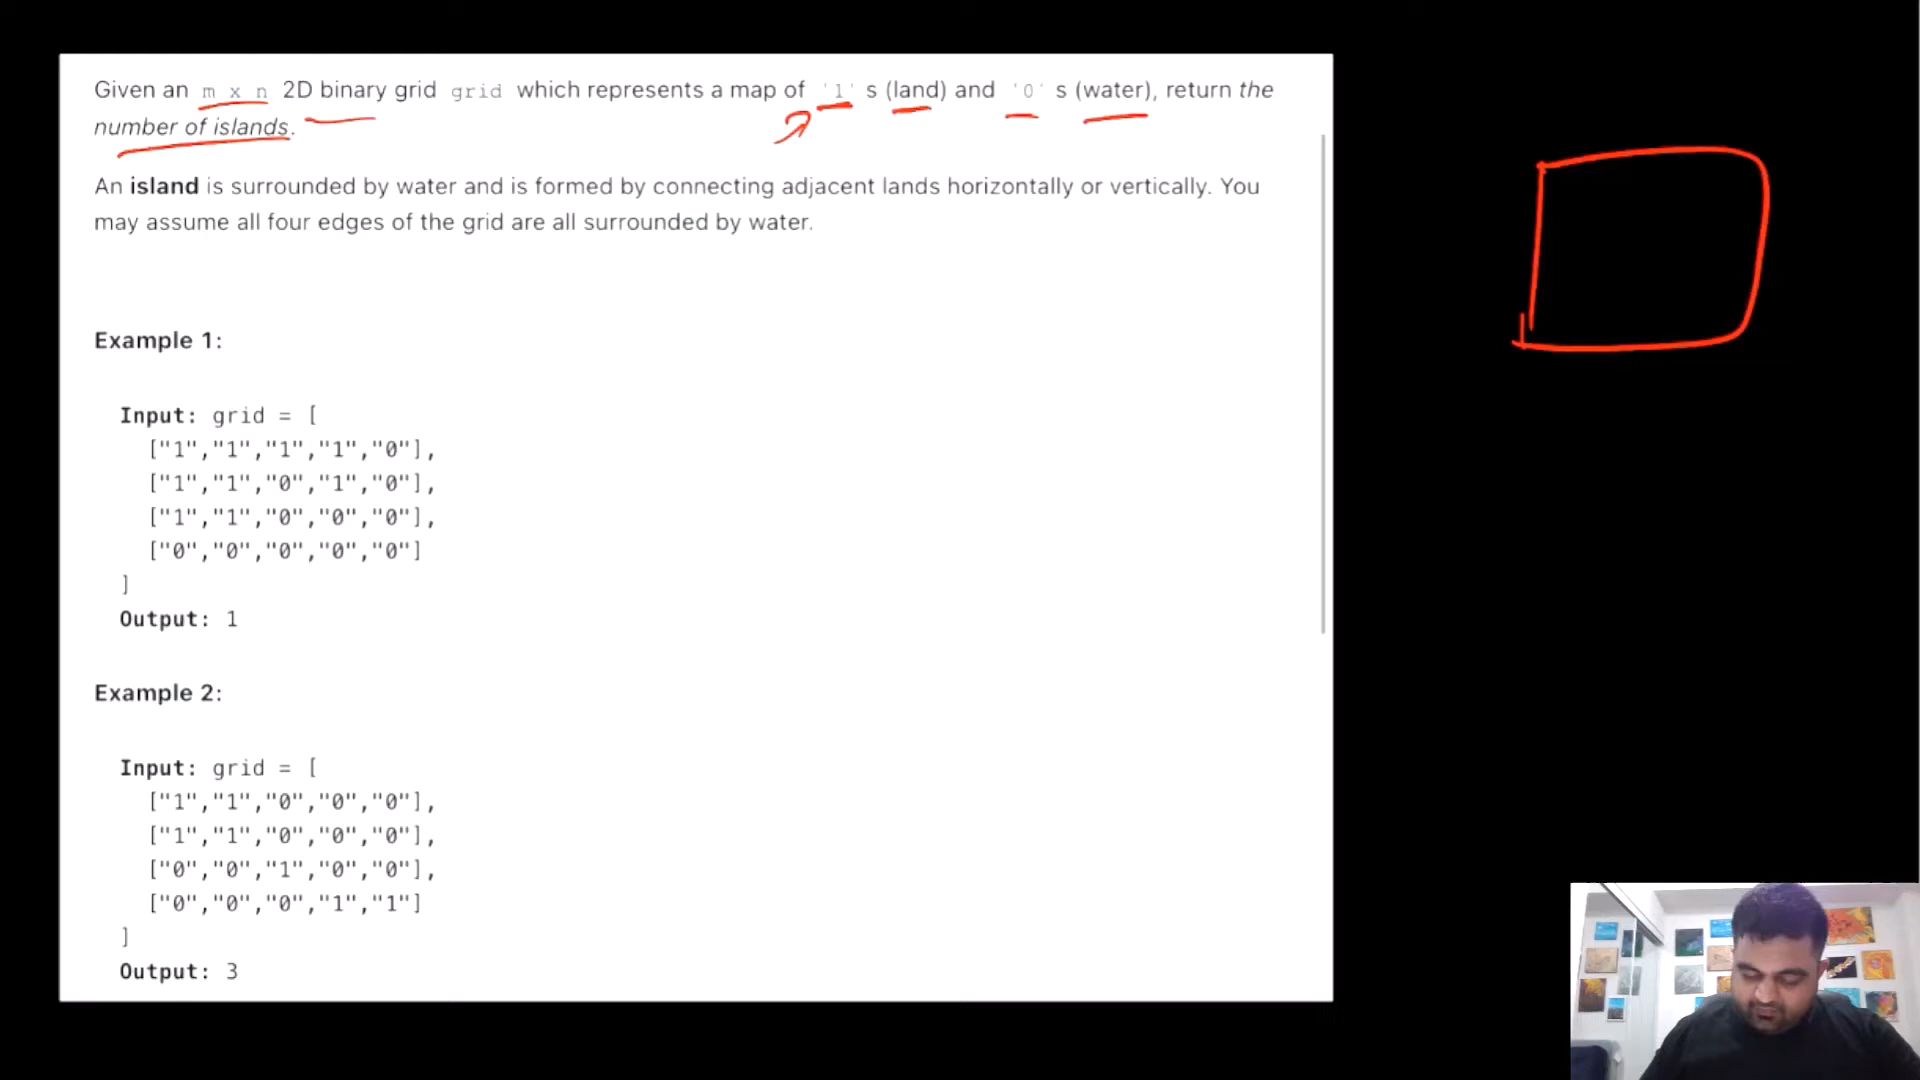 Given an m x n 2D binary grid grid which represents a map of '1' s (land) and '0' s (water), return the
number of islands.
An island is surrounded by water and is formed by connecting adjacent lands horizontally or vertically. You
may assume all four edges of the grid are all surrounded by water.
Example 1:
Input: grid = [
["1","1","1","1","0"],
["1","1","0","1","0"],
["1","1","0","0","0"],
["0","0","0","0","0"]
]
Output: 1
Example 2:
Input: grid = [
["1","1","0","0","0"],
["1","1","0","0","0"],
["0","0","1","0","0"],
["0","0","0","1","1"]
]
Output: 3